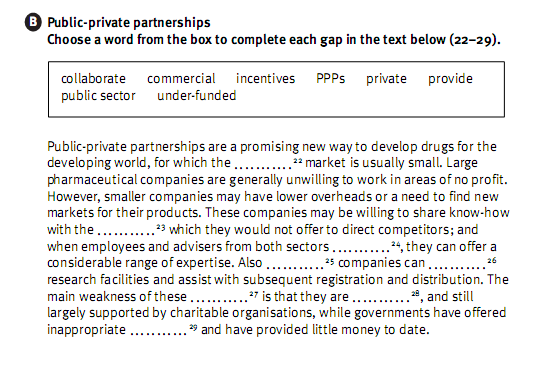 B Public-private partnerships
Choose a word from the box to complete each gap in the text below (22–29).
collaborate commercial incentives PPPs private provide
public sector under-funded
Public-private partnerships are a promising new way to develop drugs for the
developing world, for which the ...........²² market is usually small. Large
pharmaceutical companies are generally unwilling to work in areas of no profit.
However, smaller companies may have lower overheads or a need to find new
markets for their products. These companies may be willing to share know-how
with the ...........²³ which they would not offer to direct competitors; and
when employees and advisers from both sectors ...........²⁴, they can offer a
considerable range of expertise. Also ...........²⁵ companies can ...........²⁶
research facilities and assist with subsequent registration and distribution. The
main weakness of these ...........²⁷ is that they are ...........²⁸, and still
largely supported by charitable organisations, while governments have offered
inappropriate ...........²⁹ and have provided little money to date.